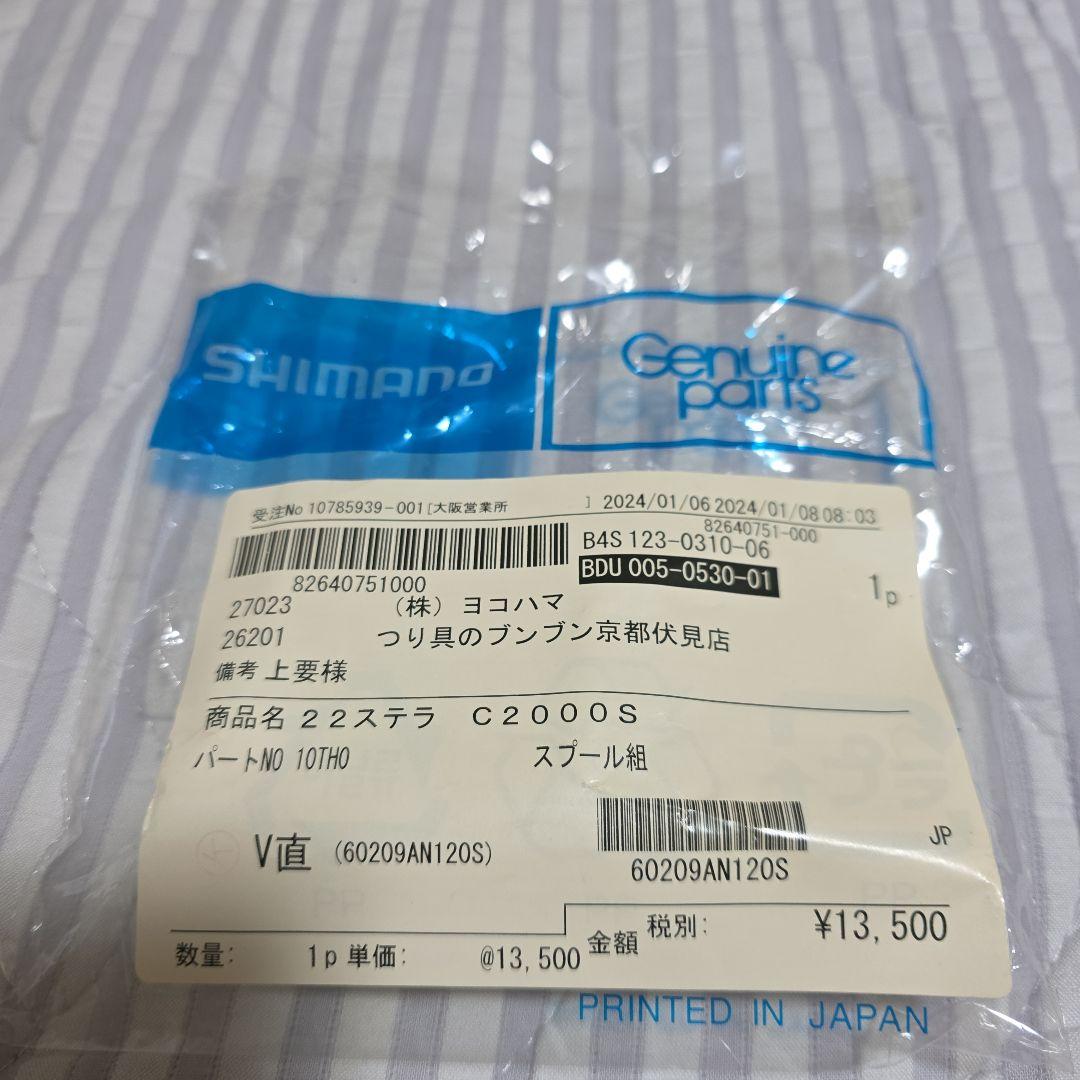 SHIMANO
Genuine
parts
受注No 10785939-001 [大阪営業所 ] 2024/01/06 2024/01/08 08:03
82640751-000
B4S 123-0310-06
BDU 005-0530-01
1p
82640751000
27023 （株）ヨコハマ
26201 つり具のブンブン京都伏見店
備考 上要様
商品名 ２２ステラ Ｃ２０００Ｓ
パートNO 10TH0 スプール組
V直 (60209AN120S)
JP
60209AN120S
数量: 1p 単価: @13,500 金額 税別: ¥13,500
PRINTED IN JAPAN